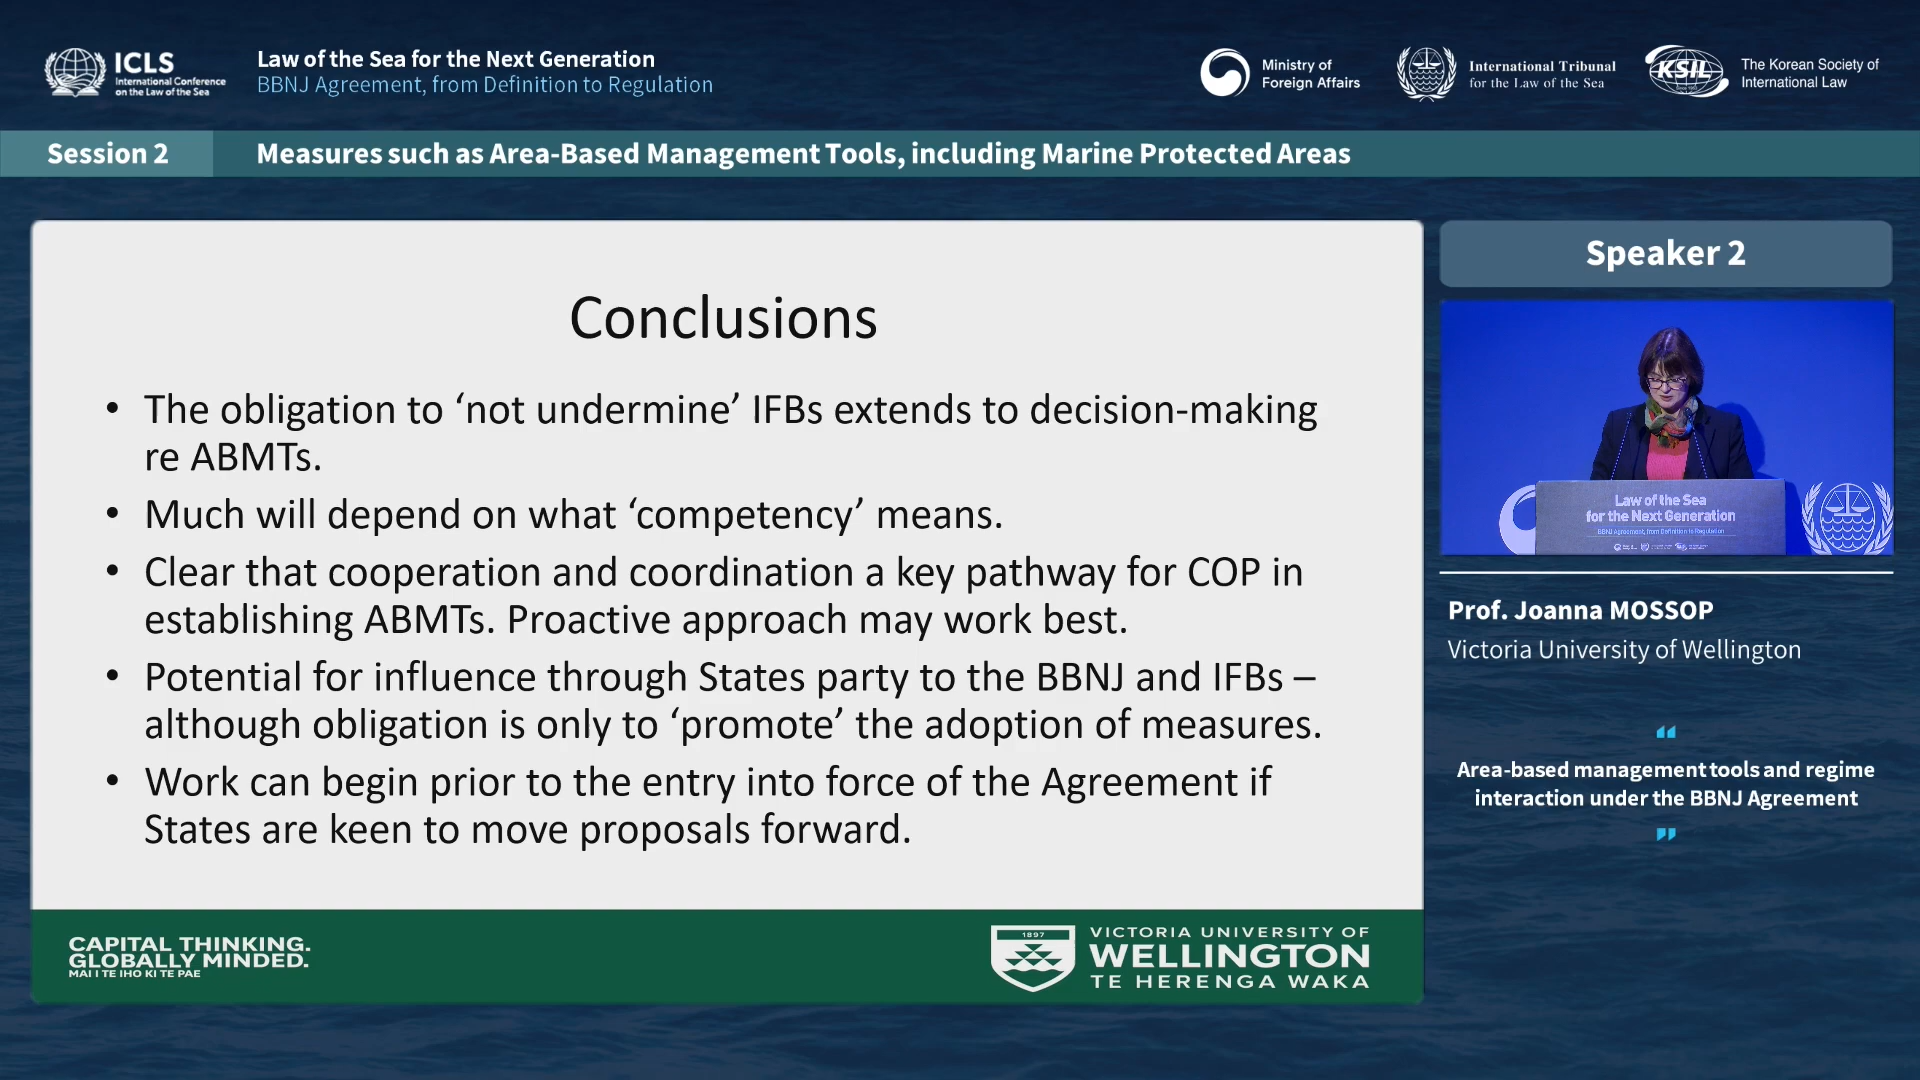 ICLS
International Conference
on the Law of the Sea
Law of the Sea for the Next Generation
BBNJ Agreement, from Definition to Regulation
Ministry of
Foreign Affairs
International Tribunal
for the Law of the Sea
KSIL
The Korean Society of
International Law
Session 2
Measures such as Area-Based Management Tools, including Marine Protected Areas
Conclusions
• The obligation to ‘not undermine’ IFBs extends to decision-making
re ABMTs.
• Much will depend on what ‘competency’ means.
• Clear that cooperation and coordination a key pathway for COP in
establishing ABMTs. Proactive approach may work best.
• Potential for influence through States party to the BBNJ and IFBs –
although obligation is only to ‘promote’ the adoption of measures.
• Work can begin prior to the entry into force of the Agreement if
States are keen to move proposals forward.
CAPITAL THINKING.
GLOBALLY MINDED.
MAI I TE IHO KI TE PAE
1897
VICTORIA UNIVERSITY OF
WELLINGTON
TE HERENGA WAKA
Speaker 2
Law of the Sea
for the Next Generation
BBNJ Agreement, from Definition to Regulation
Prof. Joanna MOSSOP
Victoria University of Wellington
“
Area-based management tools and regime
interaction under the BBNJ Agreement
”